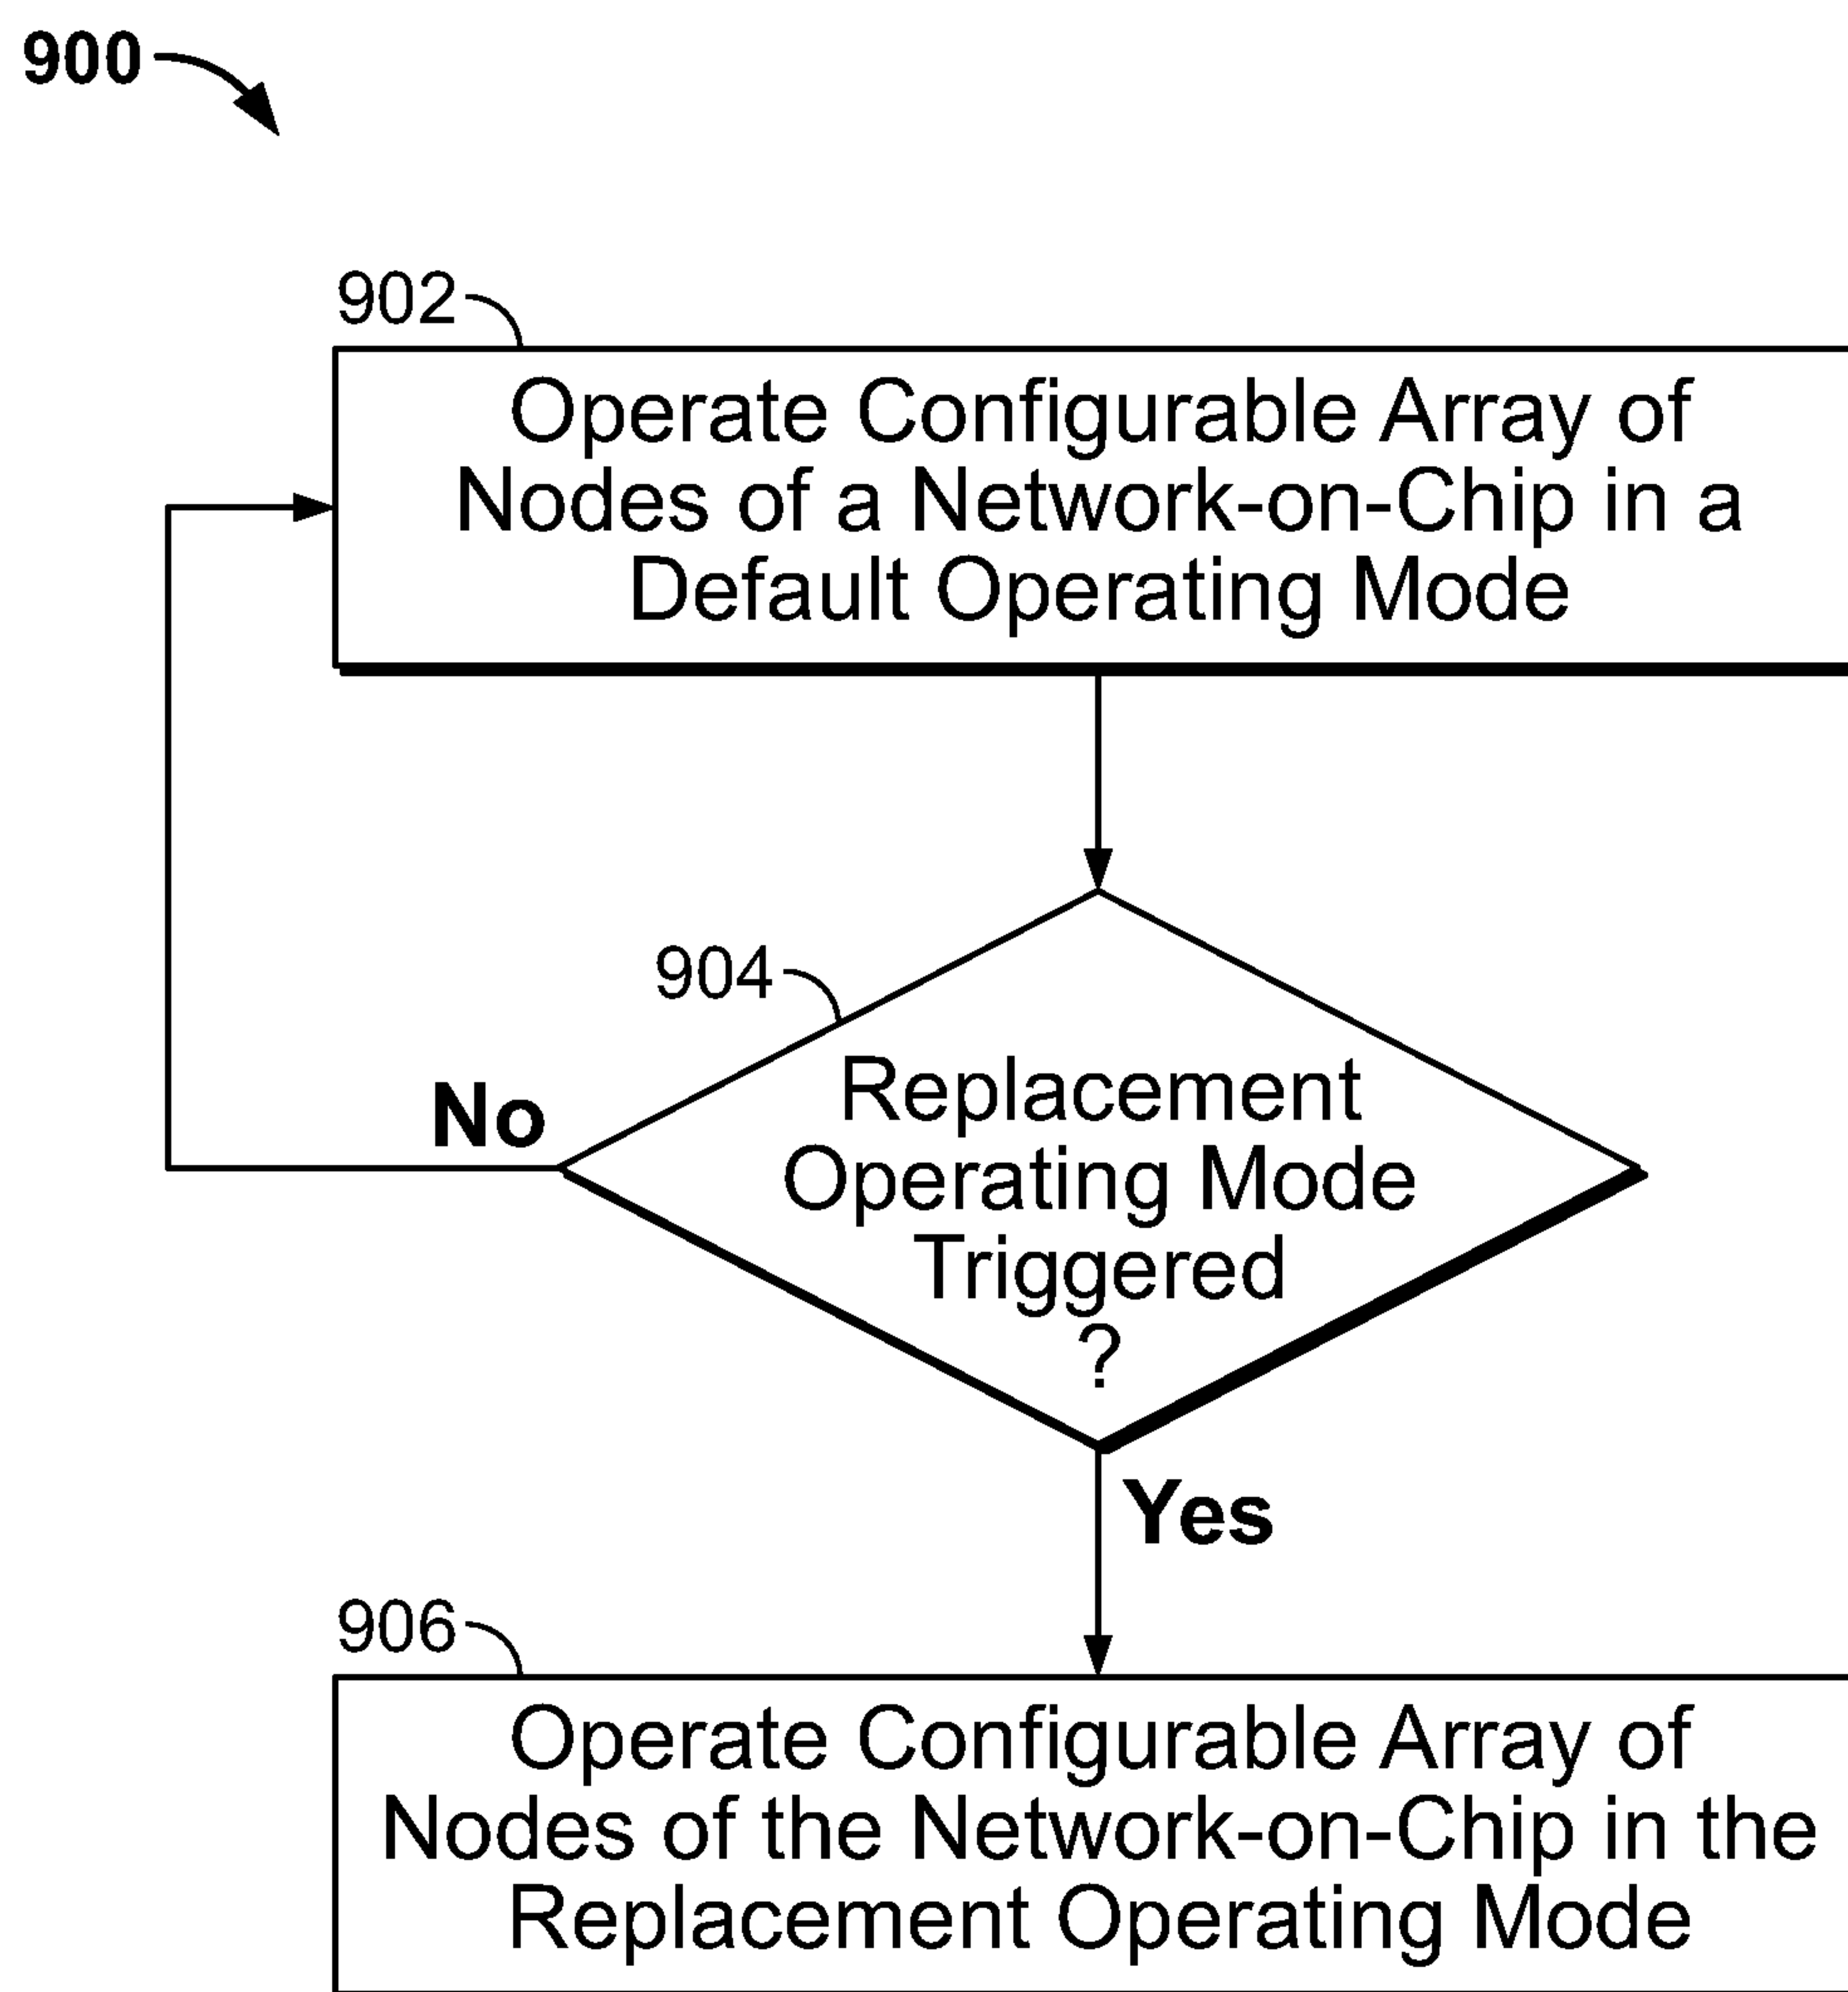 900
902
Operate Configurable Array of
Nodes of a Network-on-Chip in a
Default Operating Mode
904
Replacement
Operating Mode
Triggered
?
No
Yes
906
Operate Configurable Array of
Nodes of the Network-on-Chip in the
Replacement Operating Mode